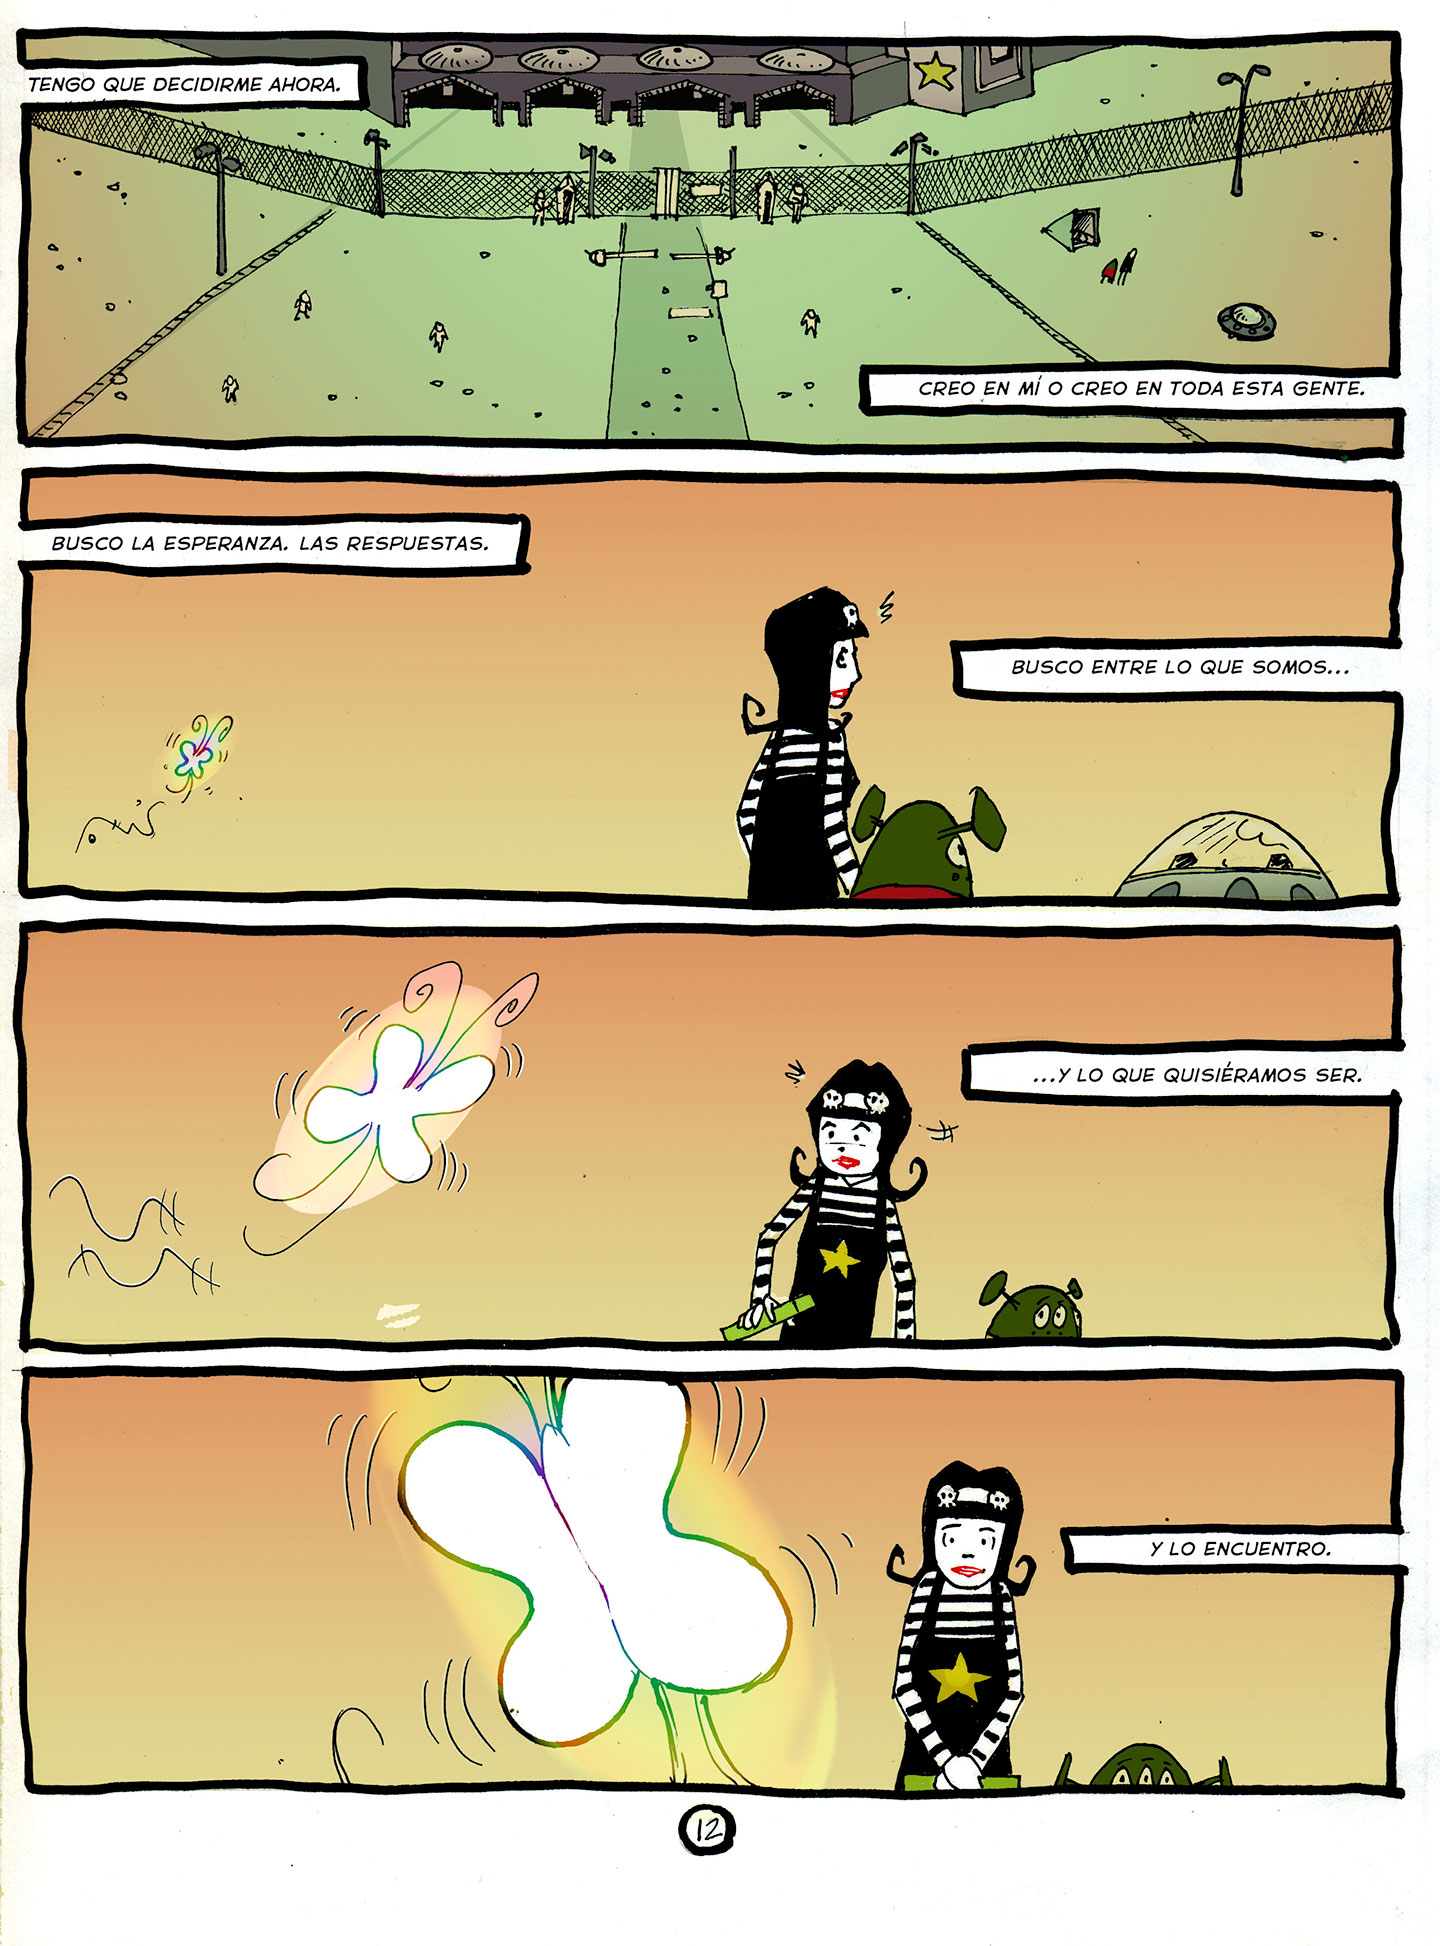 TENGO QUE DECIDIRME AHORA.
CREO EN MÍ O CREO EN TODA ESTA GENTE.
BUSCO LA ESPERANZA. LAS RESPUESTAS.
BUSCO ENTRE LO QUE SOMOS...
...Y LO QUE QUISIÉRAMOS SER.
Y LO ENCUENTRO.
12